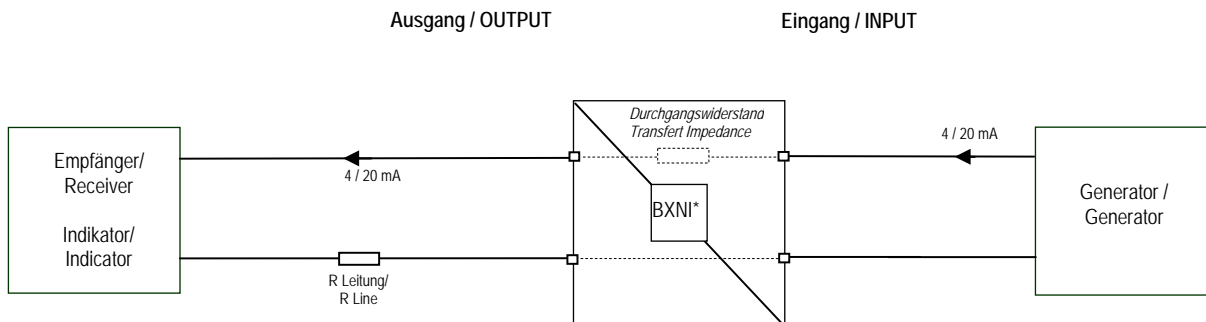 Ausgang / OUTPUT
Eingang / INPUT
Durchgangswiderstand
Transfert Impedance
4 / 20 mA
4 / 20 mA
Empfänger/
Receiver
Indikator/
Indicator
BXNI*
Generator /
Generator
R Leitung/
R Line